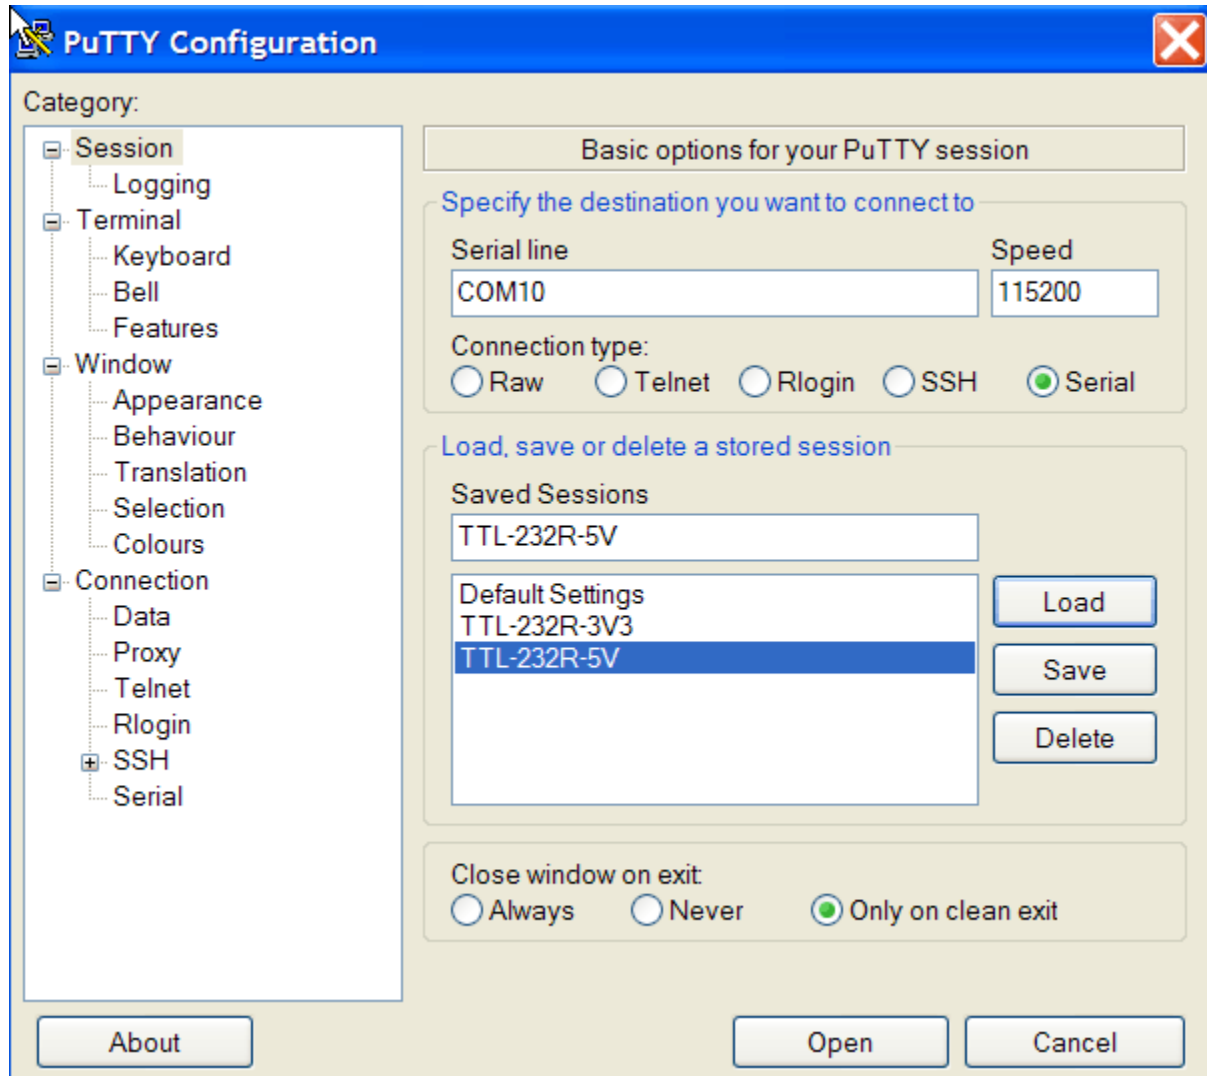 PuTTY Configuration
Category:
Session
Logging
Terminal
Keyboard
Bell
Features
Window
Appearance
Behaviour
Translation
Selection
Colours
Connection
Data
Proxy
Telnet
Rlogin
SSH
Serial
Basic options for your PuTTY session
Specify the destination you want to connect to
Serial line Speed
COM10 115200
Connection type:
Raw Telnet Rlogin SSH Serial
Load, save or delete a stored session
Saved Sessions
TTL-232R-5V
Default Settings
TTL-232R-3V3
TTL-232R-5V
Load
Save
Delete
Close window on exit:
Always Never Only on clean exit
About Open Cancel